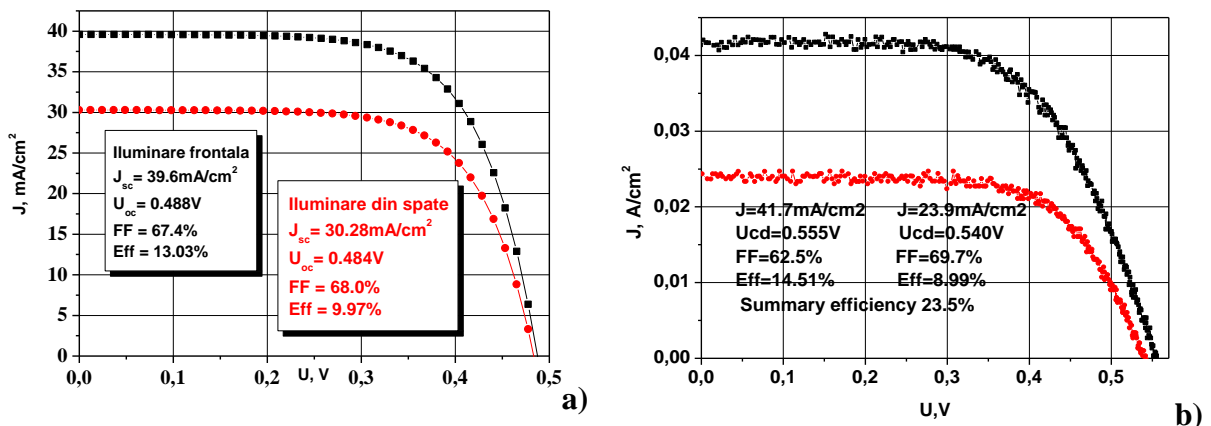 J, mA/cm²
40
35
30
25
20
15
10
5
0
Iluminare frontala
J_sc = 39.6mA/cm²
U_oc = 0.488V
FF = 67.4%
Eff = 13.03%
Iluminare din spate
J_sc = 30.28mA/cm²
U_oc = 0.484V
FF = 68.0%
Eff = 9.97%
0,0 0,1 0,2 0,3 0,4 0,5
U, V
a)
J, A/cm²
0,04
0,03
0,02
0,01
0,00
J=41.7mA/cm2 J=23.9mA/cm2
Ucd=0.555V Ucd=0.540V
FF=62.5% FF=69.7%
Eff=14.51% Eff=8.99%
Summary efficiency 23.5%
0,0 0,1 0,2 0,3 0,4 0,5
U,V
b)